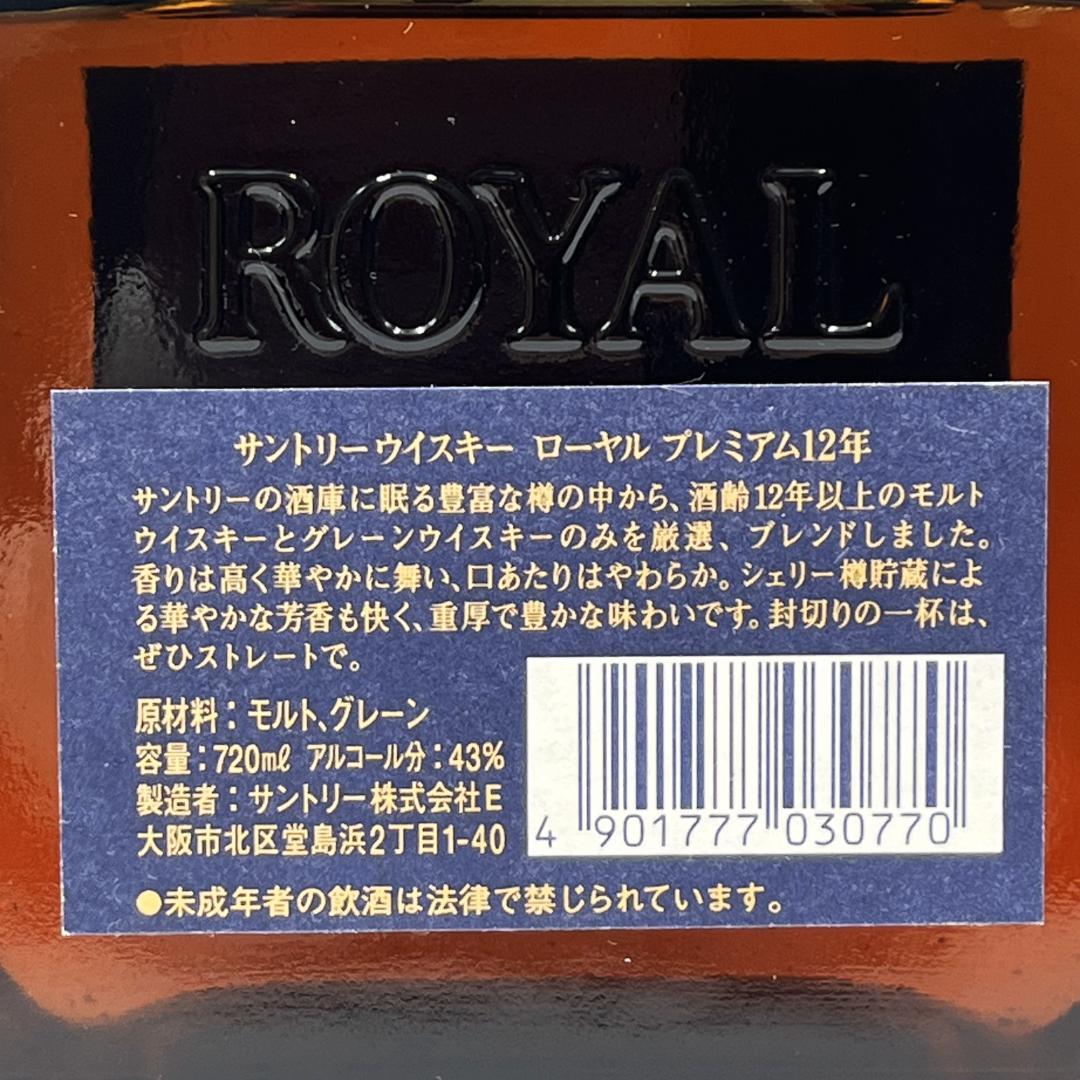 ROYAL
サントリーウイスキー ローヤル プレミアム12年
サントリーの酒庫に眠る豊富な樽の中から、酒齢12年以上のモルト
ウイスキーとグレーンウイスキーのみを厳選、ブレンドしました。
香りは高く華やかに舞い、口あたりはやわらか。シェリー樽貯蔵によ
る華やかな芳香も快く、重厚で豊かな味わいです。封切りの一杯は、
ぜひストレートで。
原材料：モルト、グレーン
容量：720mℓ アルコール分：43%
製造者：サントリー株式会社E
大阪市北区堂島浜2丁目1-40
4 901777 030770
●未成年者の飲酒は法律で禁じられています。